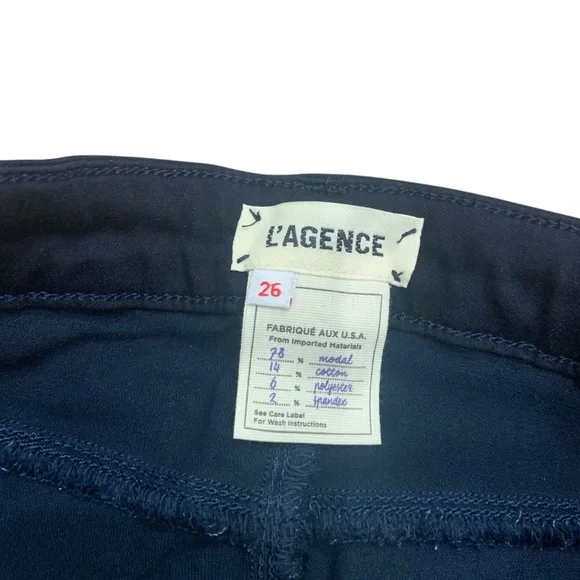 L'AGENCE
26
FABRIQUÉ AUX U.S.A.
From Imported Materials
78 % modal
14 % cotton
6 % polyester
2 % spandex
See Care Label
For Wash Instructions